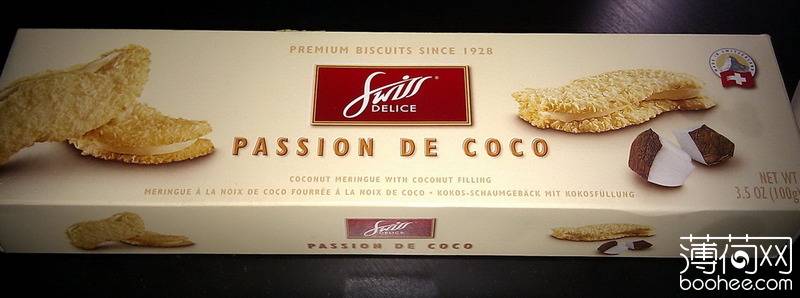 PREMIUM BISCUITS SINCE 1928
Swiss
DELICE
PASSION DE COCO
COCONUT MERINGUE WITH COCONUT FILLING
MERINGUE À LA NOIX DE COCO FOURRÉE À LA NOIX DE COCO • KOKOS-SCHAUMGEBÄCK MIT KOKOSFÜLLUNG
NET WT
3.5 OZ (100g)
Swiss
DELICE
PASSION DE COCO
薄荷网
boohee.com